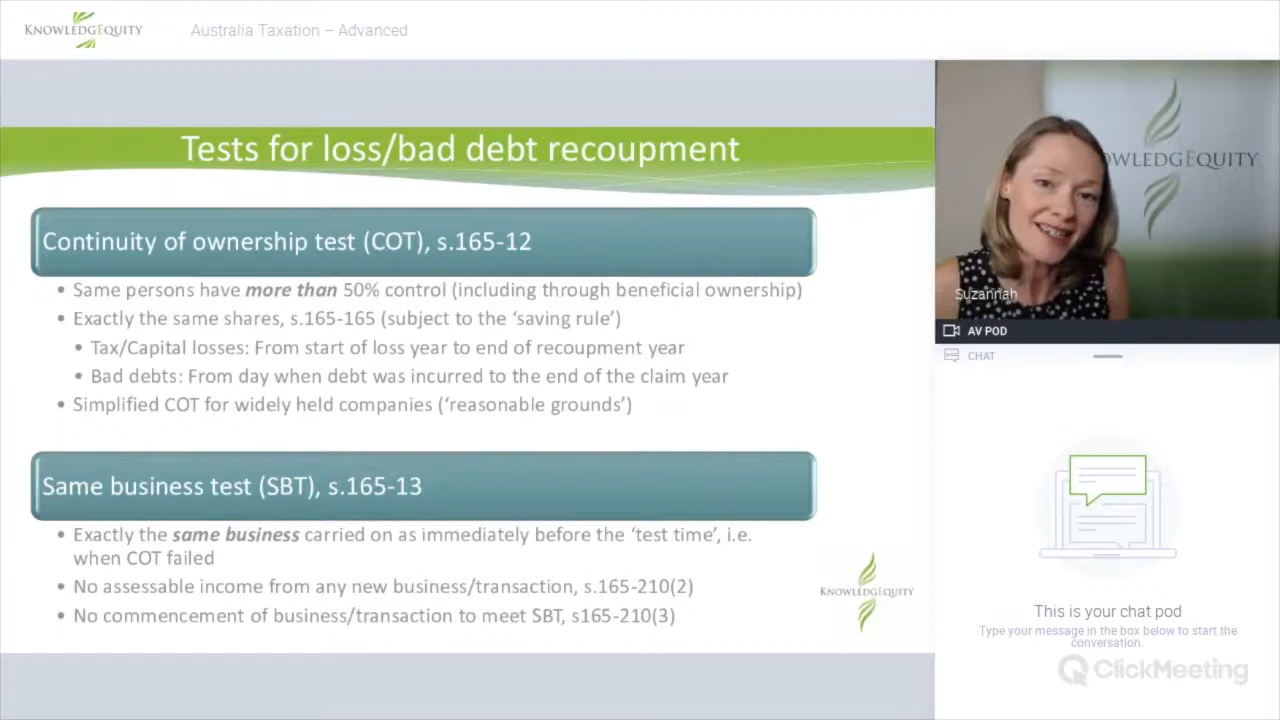 KNOWLEDGEQUITY
Australia Taxation – Advanced
Tests for loss/bad debt recoupment
Continuity of ownership test (COT), s.165-12
• Same persons have more than 50% control (including through beneficial ownership)
• Exactly the same shares, s.165-165 (subject to the ‘saving rule’)
• Tax/Capital losses: From start of loss year to end of recoupment year
• Bad debts: From day when debt was incurred to the end of the claim year
• Simplified COT for widely held companies (‘reasonable grounds’)
Same business test (SBT), s.165-13
• Exactly the same business carried on as immediately before the ‘test time’, i.e.
when COT failed
• No assessable income from any new business/transaction, s.165-210(2)
• No commencement of business/transaction to meet SBT, s165-210(3)
KNOWLEDGEQUITY
OWLEDGEQUITY
Suzannah
AV POD
CHAT
This is your chat pod
Type your message in the box below to start the
conversation.
ClickMeeting